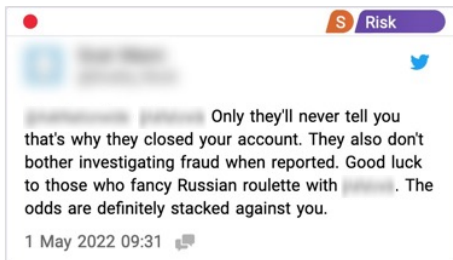 S Risk
Only they'll never tell you
that's why they closed your account. They also don't
bother investigating fraud when reported. Good luck
to those who fancy Russian roulette with . The
odds are definitely stacked against you.
1 May 2022 09:31